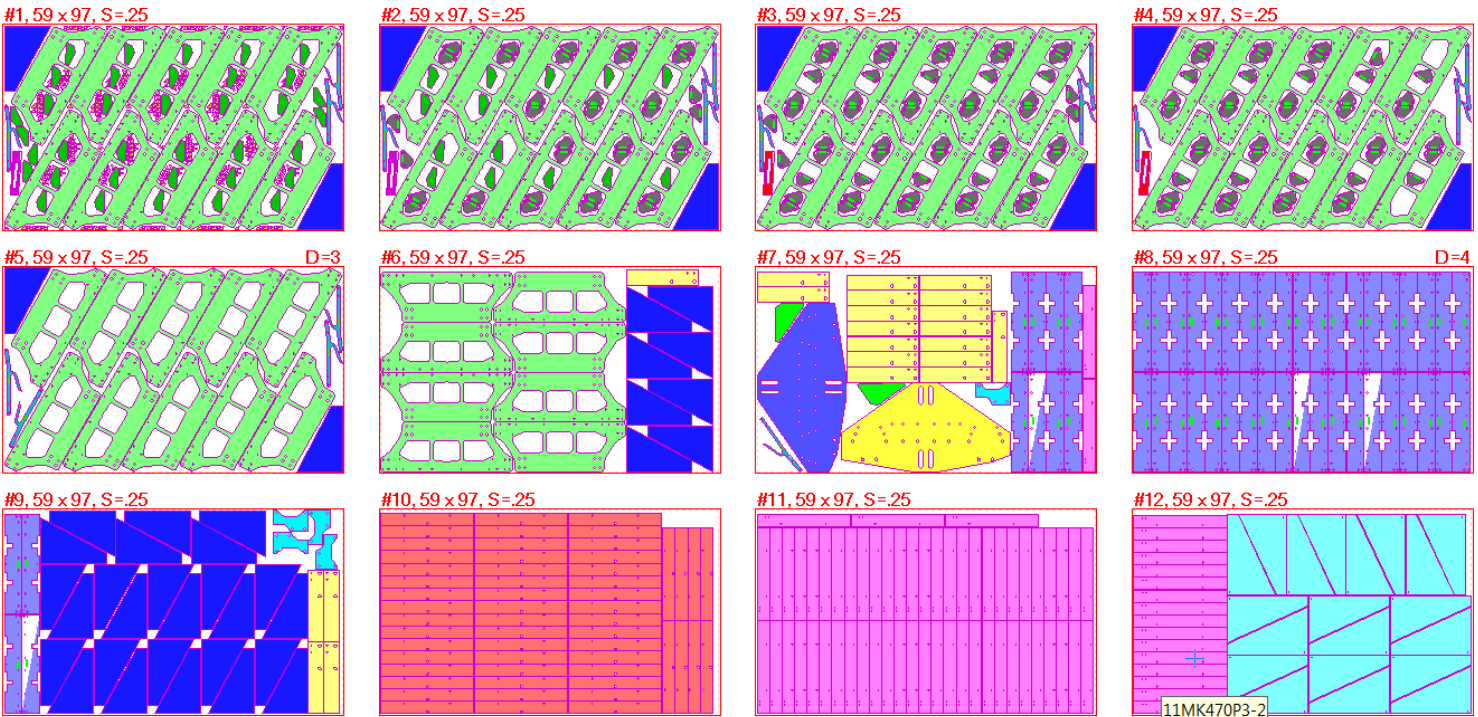 #1, 59 x 97, S=.25
#2, 59 x 97, S=.25
#3, 59 x 97, S=.25
#4, 59 x 97, S=.25
#5, 59 x 97, S=.25 D=3
#6, 59 x 97, S=.25
#7, 59 x 97, S=.25
#8, 59 x 97, S=.25 D=4
#9, 59 x 97, S=.25
#10, 59 x 97, S=.25
#11, 59 x 97, S=.25
#12, 59 x 97, S=.25
11MK470P3-2